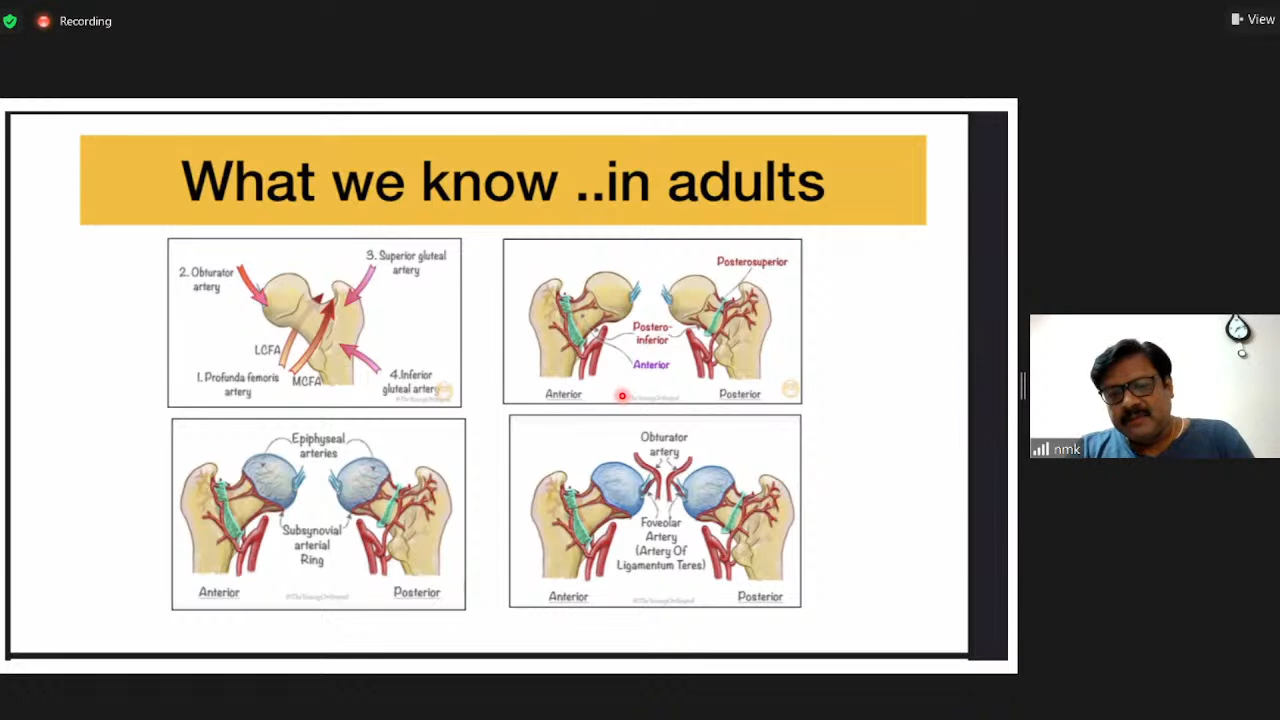 Recording
View
What we know ..in adults
2. Obturator
artery
3. Superior gluteal
artery
LCFA
1. Profunda femoris
artery
MCFA
4.Inferior
gluteal artery
Posterosuperior
Postero-
inferior
Anterior
Anterior
Posterior
Epiphyseal
arteries
Subsynovial
arterial
Ring
Anterior
Posterior
©TheYoungOrthopod
Obturator
artery
Foveolar
Artery
(Artery Of
Ligamentum Teres)
Anterior
Posterior
nmk